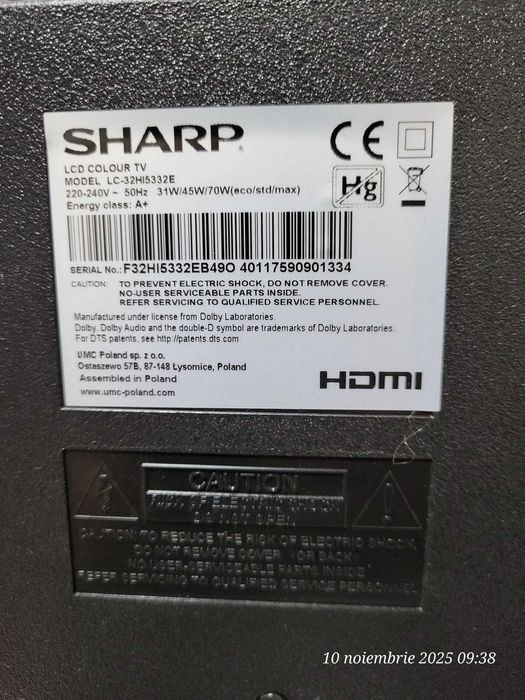 SHARP
LCD COLOUR TV
MODEL LC-32HI5332E
220-240V ~ 50Hz 31W/45W/70W(eco/std/max)
Energy class: A+
Hg
SERIAL No.: F32HI5332EB49O 40117590901334
CAUTION: TO PREVENT ELECTRIC SHOCK, DO NOT REMOVE COVER.
NO-USER SERVICEABLE PARTS INSIDE.
REFER SERVICING TO QUALIFIED SERVICE PERSONNEL.
Manufactured under license from Dolby Laboratories.
Dolby, Dolby Audio and the double-D symbol are trademarks of Dolby Laboratories.
For DTS patents, see http://patents.dts.com
UMC Poland sp. z o.o.
Ostaszewo 57B, 87-148 Lysomice, Poland
Assembled in Poland
www.umc-poland.com
HDMI
CAUTION
RISK OF ELECTRIC SHOCK
DO NOT OPEN
CAUTION: TO REDUCE THE RISK OF ELECTRIC SHOCK
DO NOT REMOVE COVER (OR BACK)
NO USER-SERVICEABLE PARTS INSIDE
REFER SERVICING TO QUALIFIED SERVICE PERSONNEL
10 noiembrie 2025 09:38